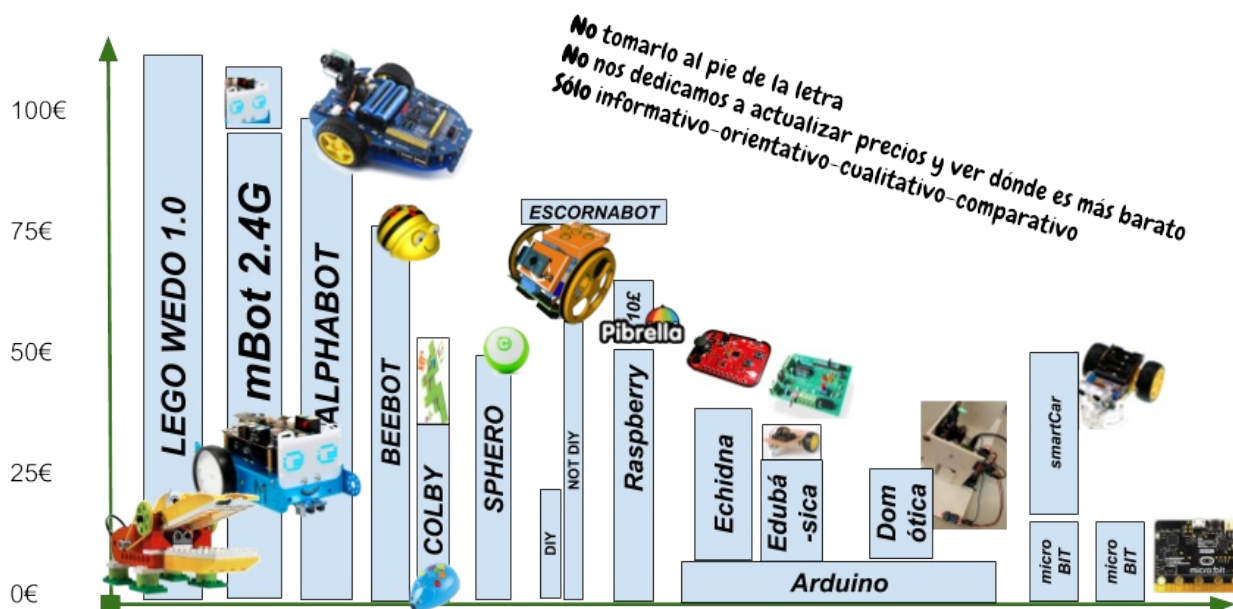 No tomarlo al pie de la letra
No nos dedicamos a actualizar precios y ver dónde es más barato
Sólo informativo-orientativo-cualitativo-comparativo
100€
75€
50€
25€
0€
LEGO WEDO 1.0
mBot 2.4G
ALPHABOT
BEEBOT
COLBY
SPHERO
ESCORNABOT
DIY
NOT DIY
10£
Pibrella
Raspberry
Echidna
Edubá
-sica
Dom
ótica
Arduino
smartCar
micro
BIT
micro
BIT
micro:bit